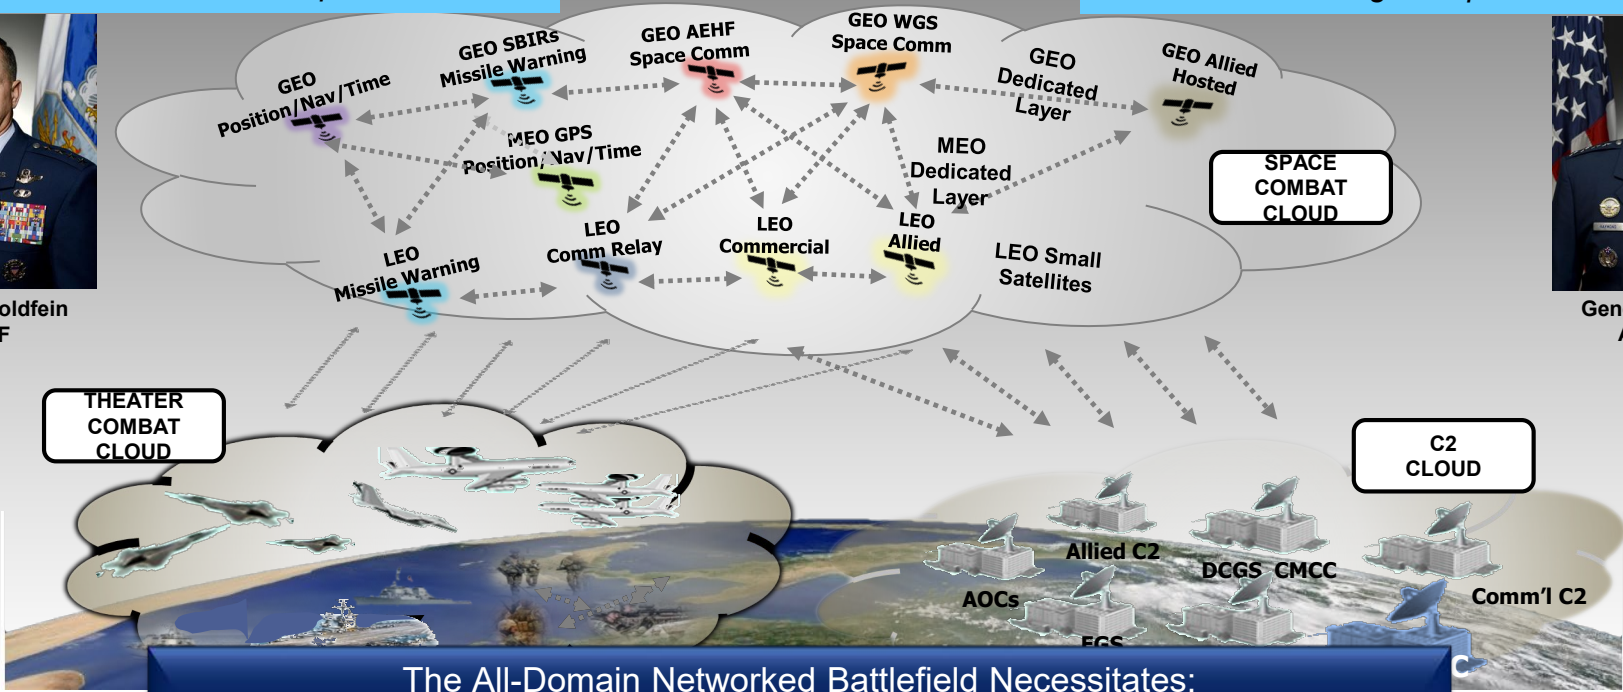 GEO
Position/Nav/Time
GEO SBIRs
Missile Warning
GEO AEHF
Space Comm
GEO WGS
Space Comm
GEO
Dedicated
Layer
GEO Allied
Hosted
MEO GPS
Position/Nav/Time
MEO
Dedicated
Layer
SPACE
COMBAT
CLOUD
LEO
Missile Warning
LEO
Comm Relay
LEO
Commercial
LEO
Allied
LEO Small
Satellites
oldfein
F
Gen
THEATER
COMBAT
CLOUD
C2
CLOUD
Allied C2
DCGS CMCC
AOCs
Comm'l C2
C
The All-Domain Networked Battlefield Necessitates: